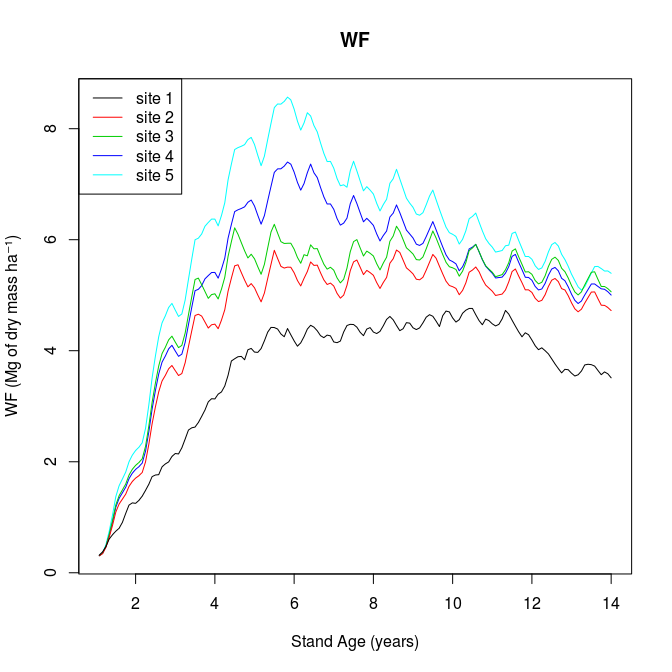 WF
site 1
site 2
site 3
site 4
site 5
WF (Mg of dry mass ha⁻¹)
8
6
4
2
0
2 4 6 8 10 12 14
Stand Age (years)